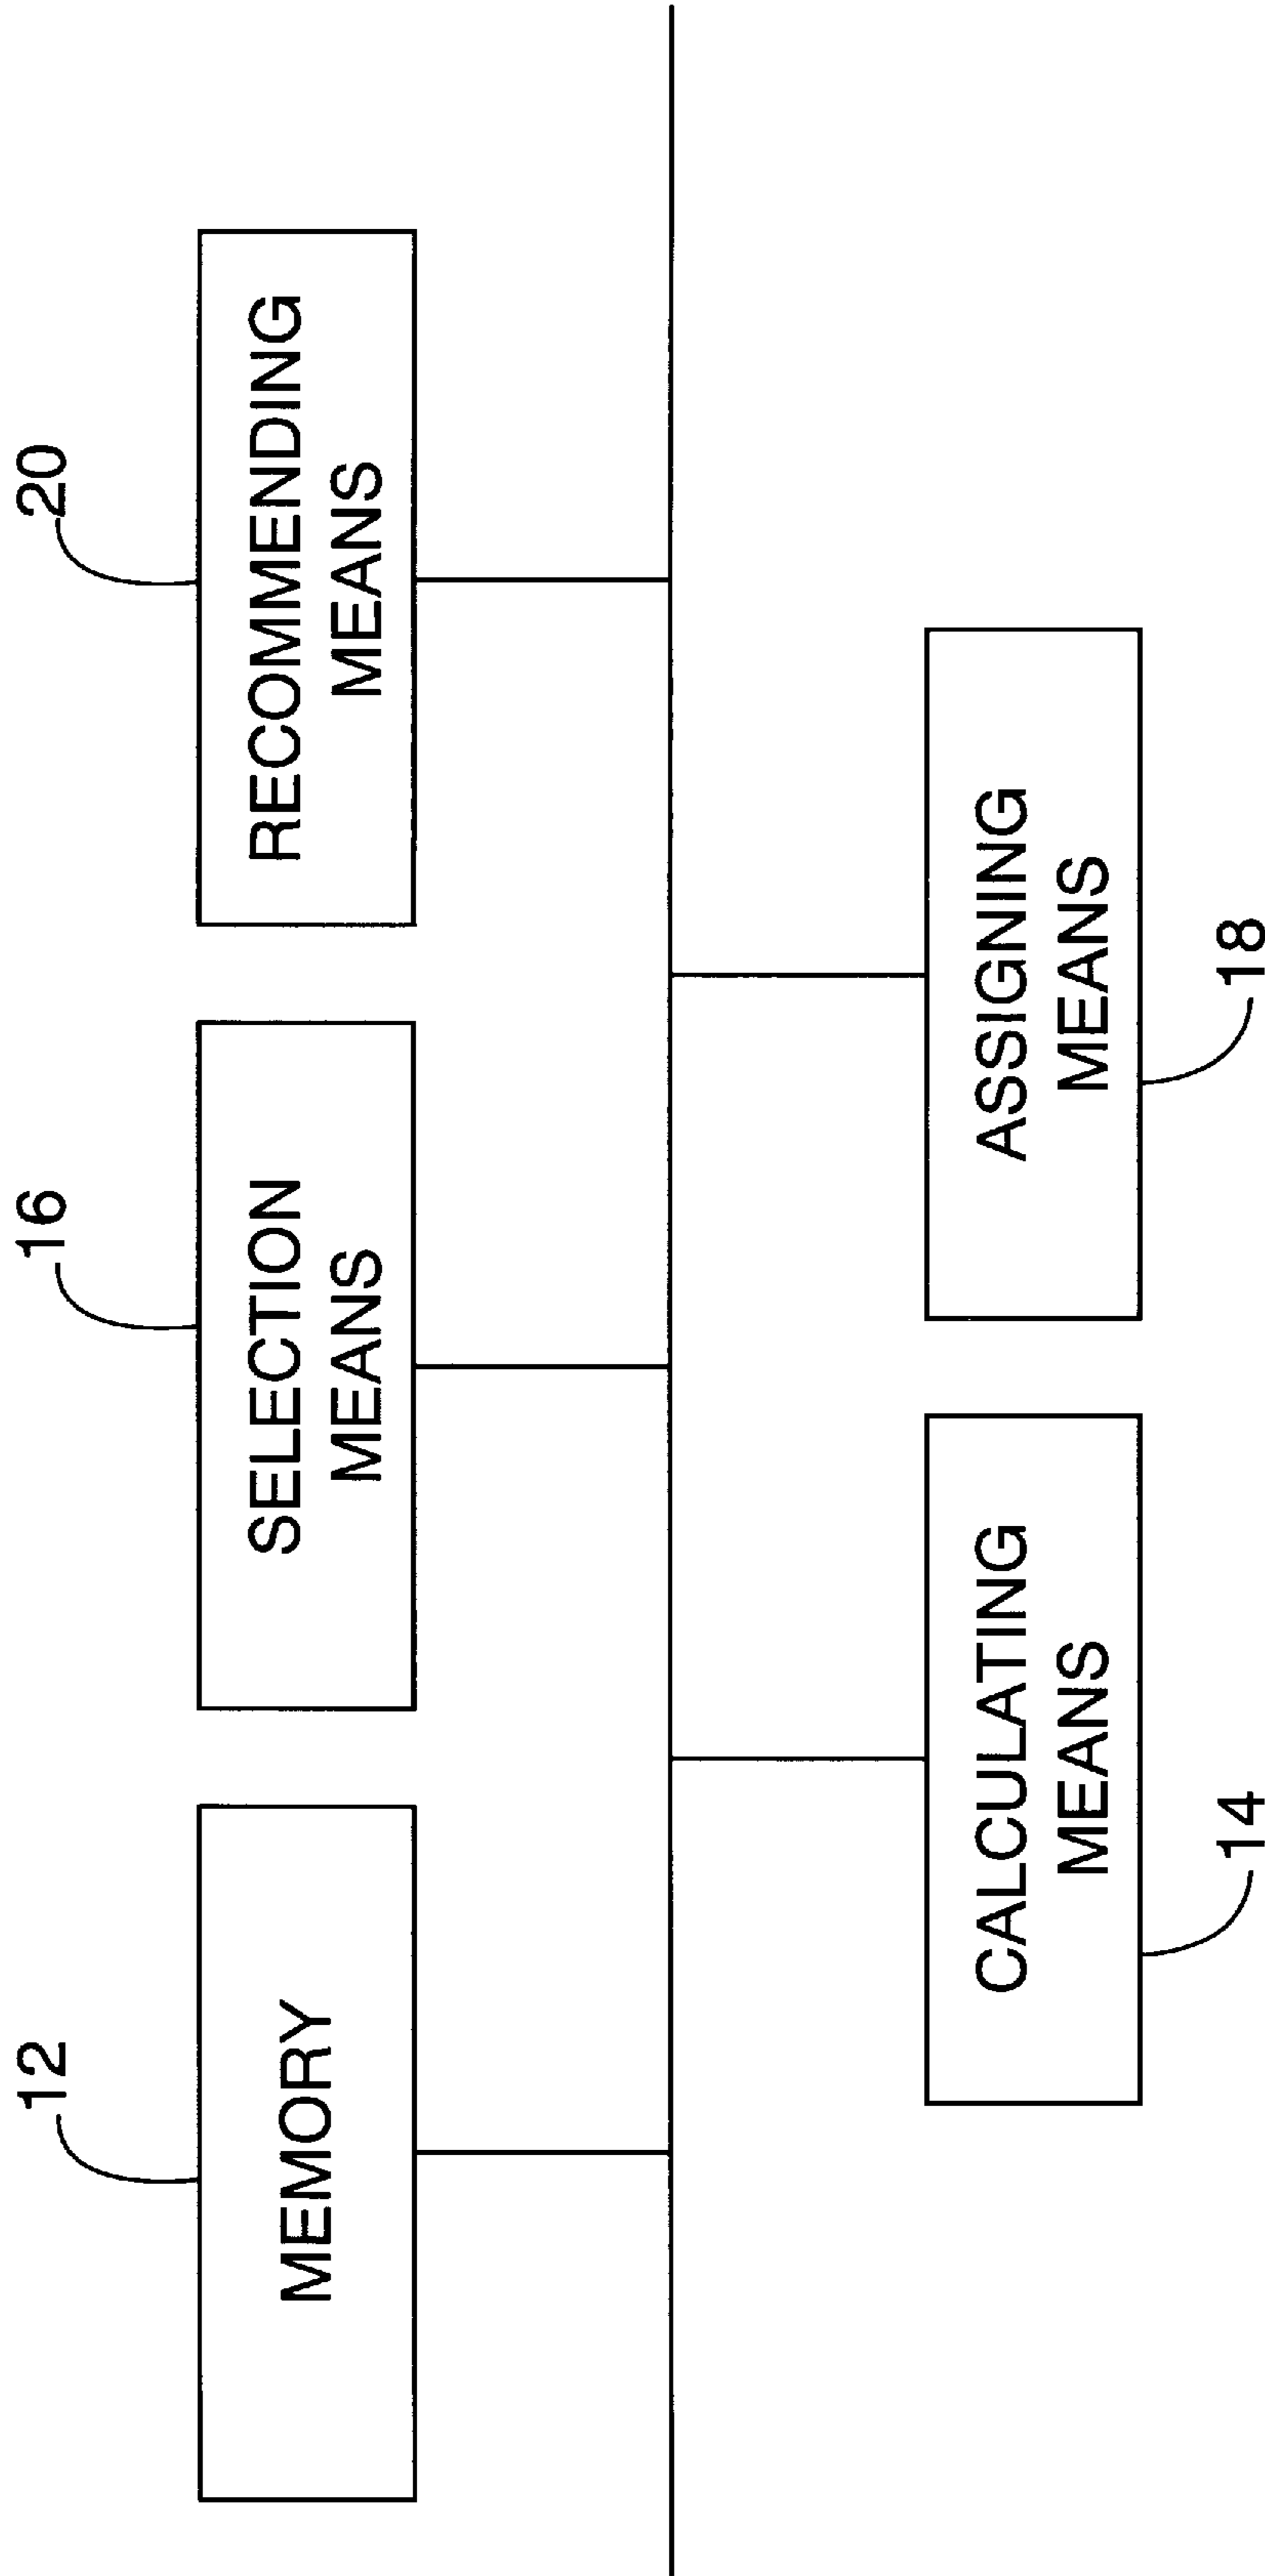 12
MEMORY
16
SELECTION
MEANS
20
RECOMMENDING
MEANS
CALCULATING
MEANS
14
ASSIGNING
MEANS
18